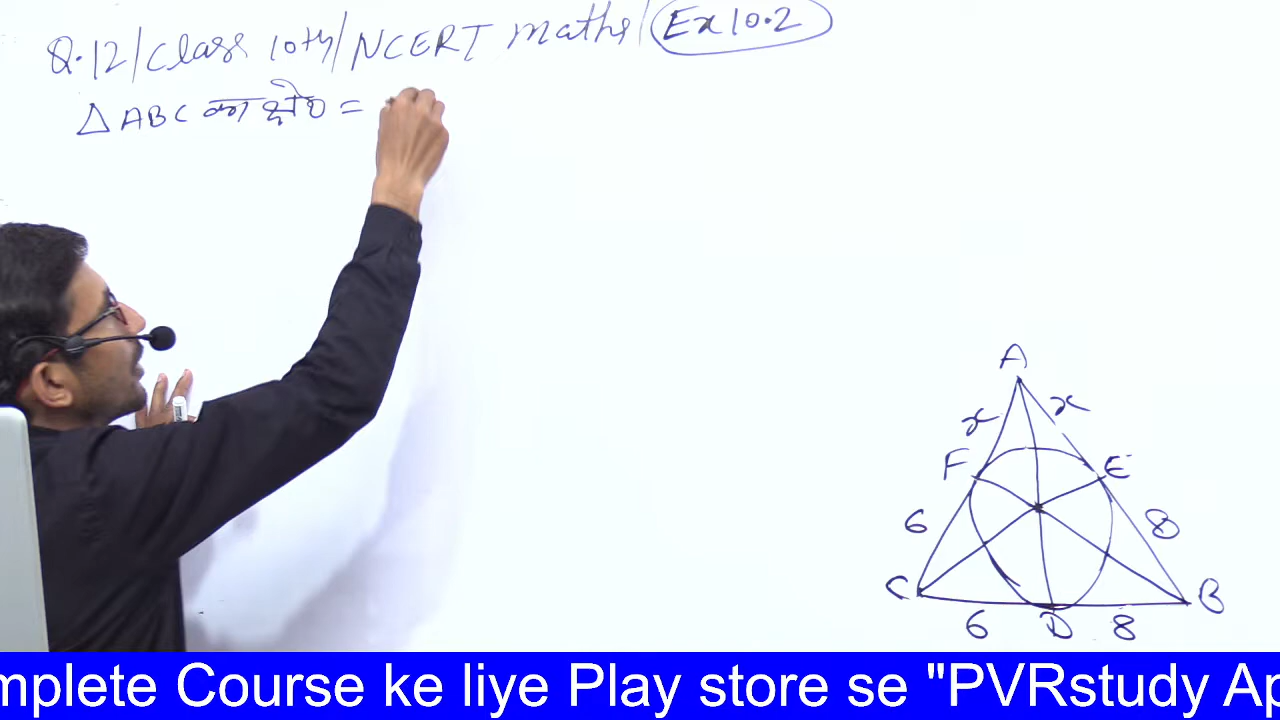 Q.12/Class 10th/NCERT maths/Ex 10.2
△ ABC का क्षे० =
A
x x
F E
6 8
C B
6 D 8
mplete Course ke liye Play store se "PVRstudy Ap